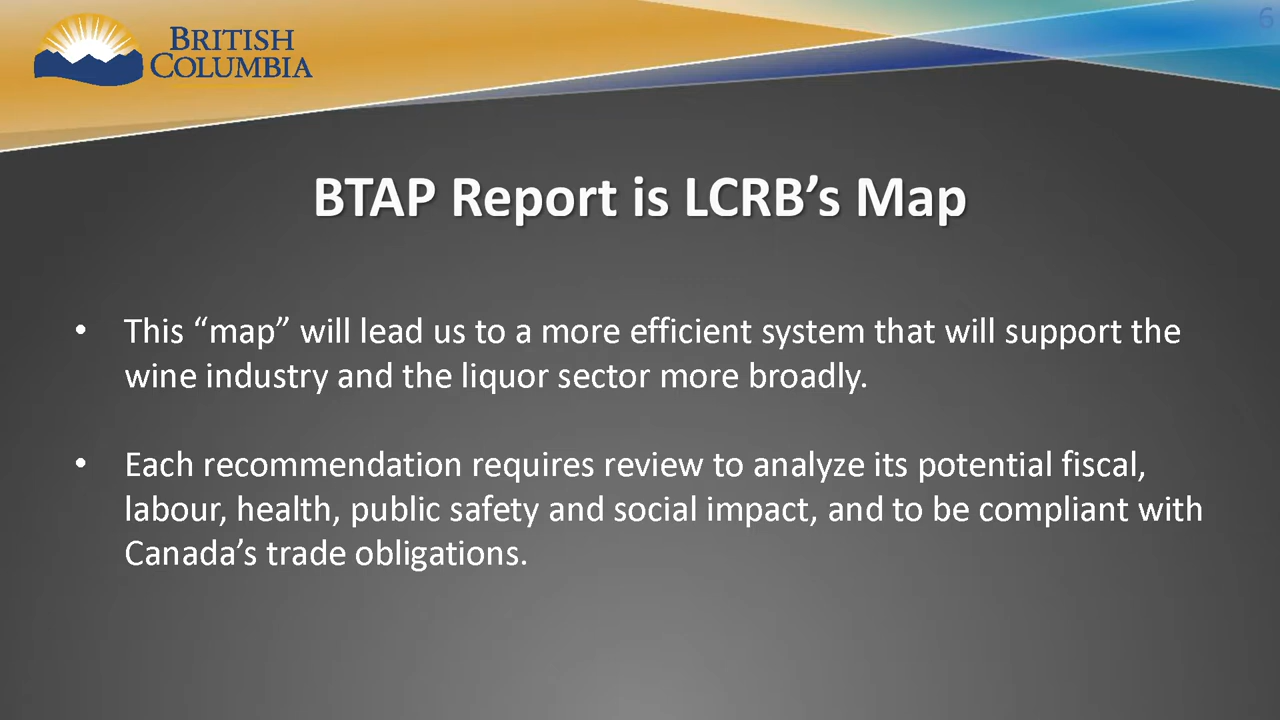 6
BRITISH
COLUMBIA
BTAP Report is LCRB’s Map
• This “map” will lead us to a more efficient system that will support the
wine industry and the liquor sector more broadly.
• Each recommendation requires review to analyze its potential fiscal,
labour, health, public safety and social impact, and to be compliant with
Canada’s trade obligations.